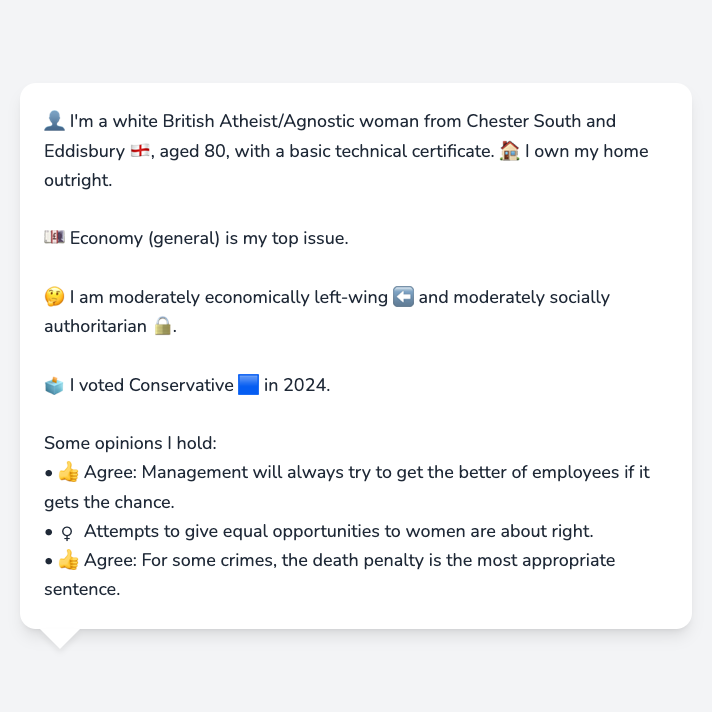 👤 I'm a white British Atheist/Agnostic woman from Chester South and
Eddisbury 🏴󠁧󠁢󠁥󠁮󠁧󠁿, aged 80, with a basic technical certificate. 🏠 I own my home
outright.
💷 Economy (general) is my top issue.
🤔 I am moderately economically left-wing ⬅️ and moderately socially
authoritarian 🔒.
🗳️ I voted Conservative 🟦 in 2024.
Some opinions I hold:
• 👍 Agree: Management will always try to get the better of employees if it
gets the chance.
• ♀ Attempts to give equal opportunities to women are about right.
• 👍 Agree: For some crimes, the death penalty is the most appropriate
sentence.